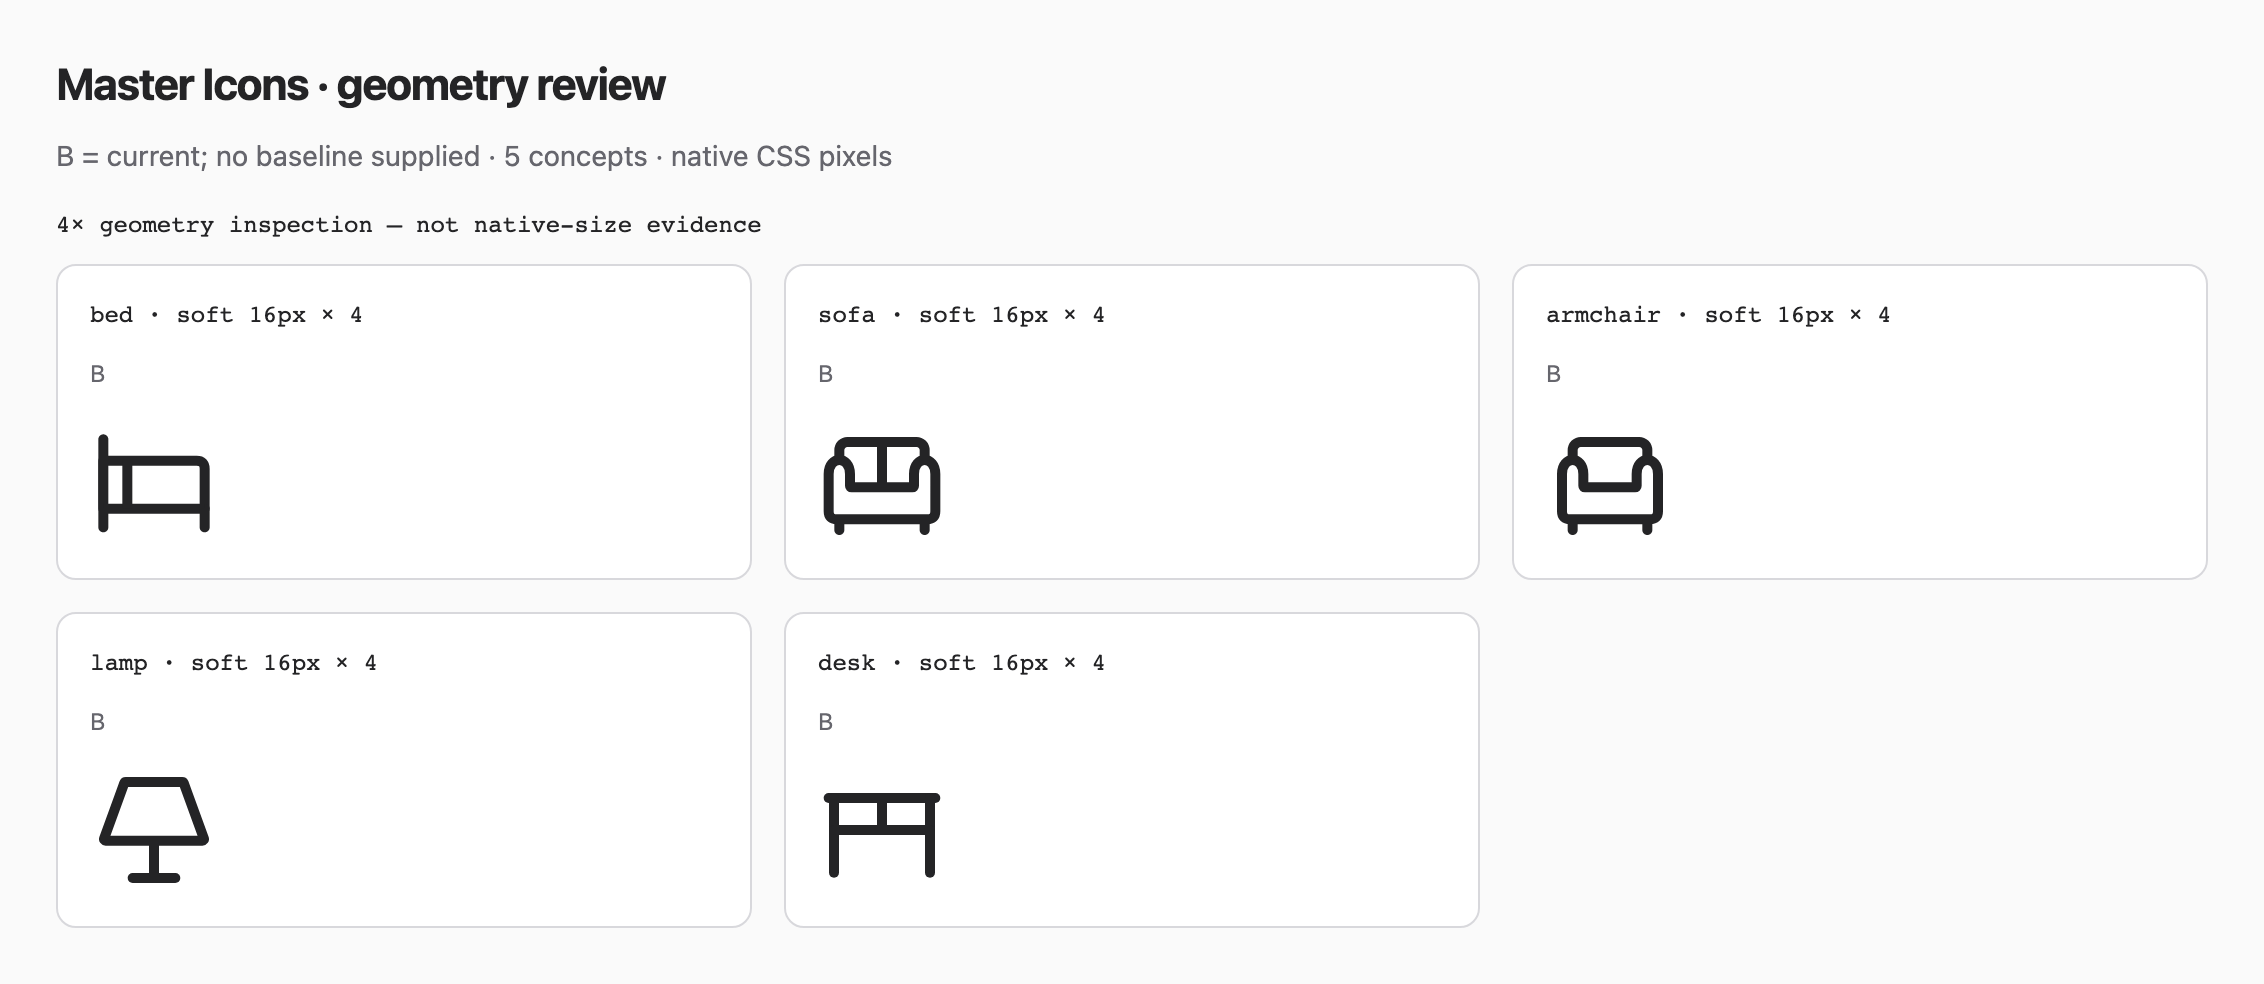 Master Icons · geometry review
B = current; no baseline supplied · 5 concepts · native CSS pixels
4× geometry inspection — not native-size evidence
bed · soft 16px × 4
B
sofa · soft 16px × 4
B
armchair · soft 16px × 4
B
lamp · soft 16px × 4
B
desk · soft 16px × 4
B